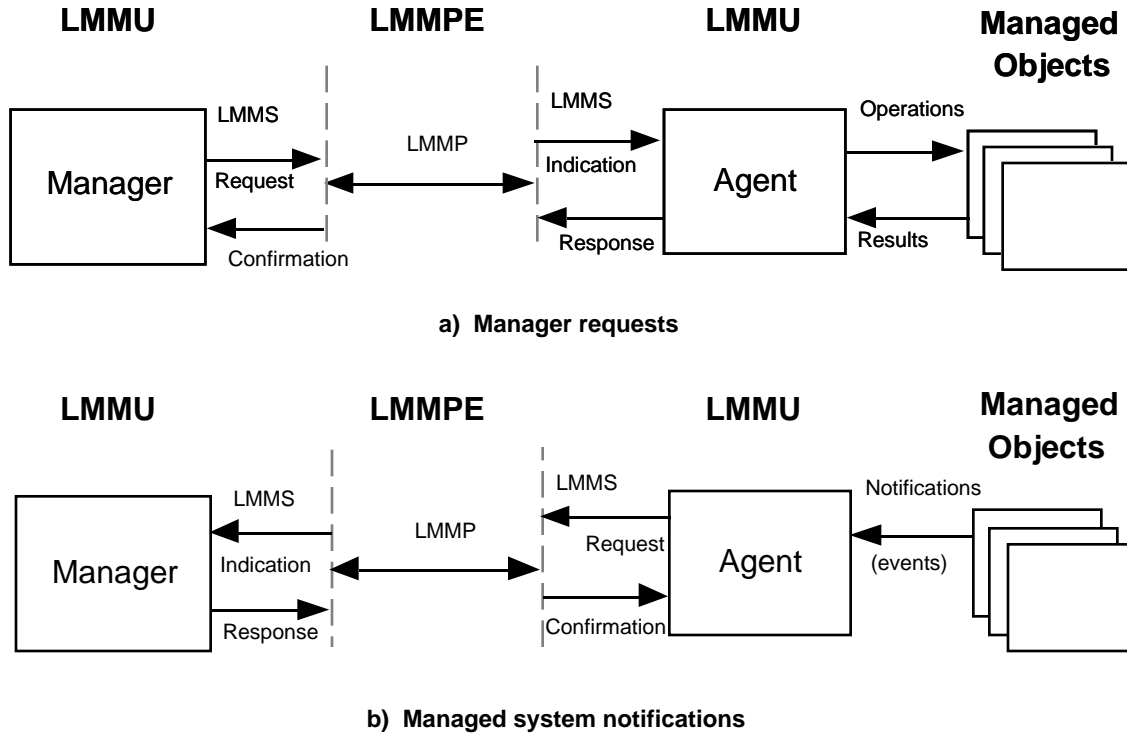 LMMU
LMMPE
LMMU
Managed
Objects
LMMS
LMMS
Operations
LMMP
Manager
Request
Indication
Agent
Confirmation
Response
Results
a) Manager requests
LMMU
LMMPE
LMMU
Managed
Objects
LMMS
LMMS
Notifications
LMMP
Manager
Indication
Request
Agent
(events)
Response
Confirmation
b) Managed system notifications